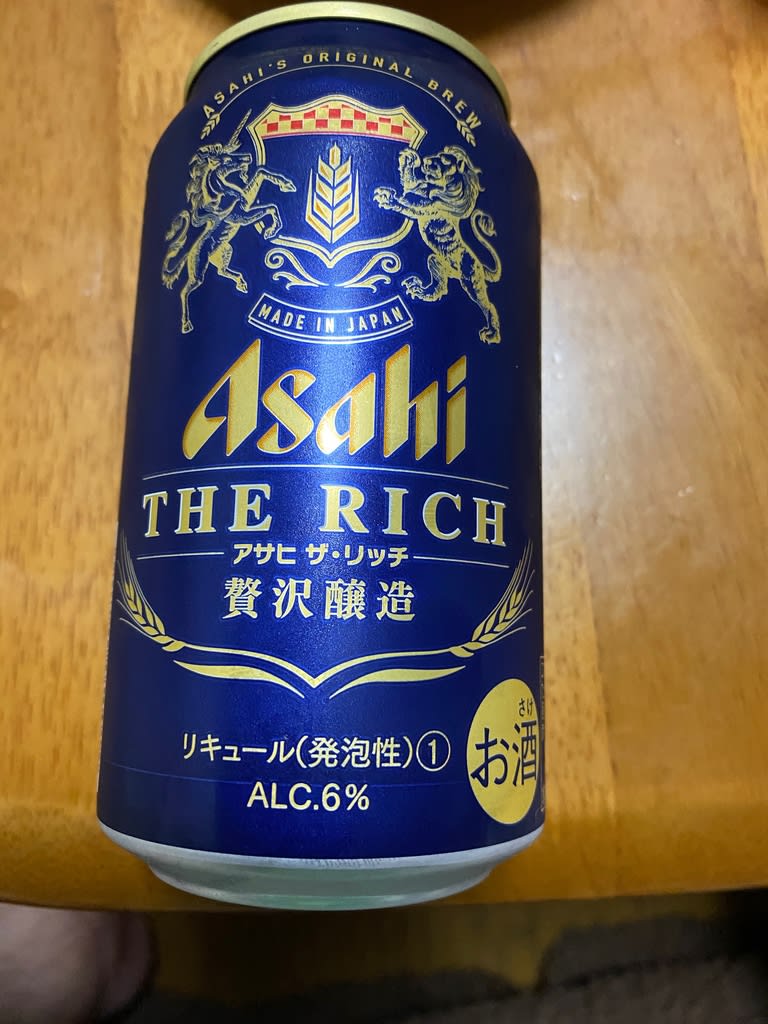 ASAHI'S ORIGINAL BREW
MADE IN JAPAN
Asahi
THE RICH
アサヒ ザ・リッチ
贅沢醸造
リキュール(発泡性)①
ALC.6%
さけ
お酒